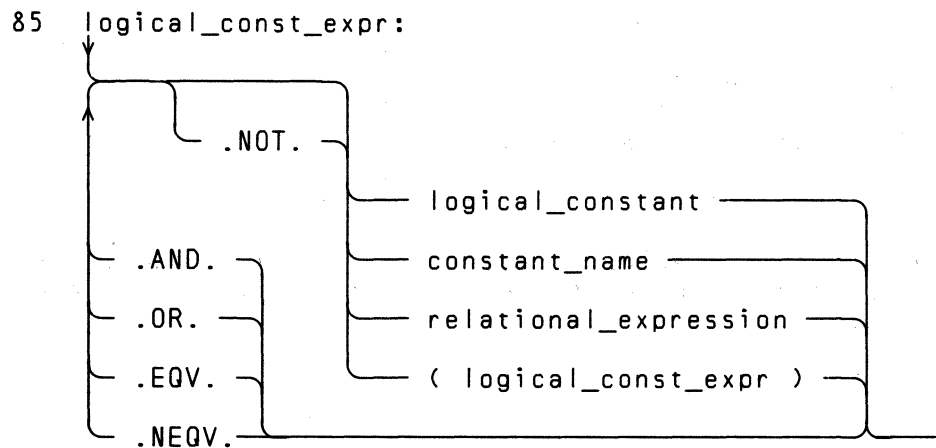 85 logical_const_expr:
.NOT.
logical_constant
.AND. constant_name
.OR. relational_expression
.EQV. ( logical_const_expr )
.NEQV.